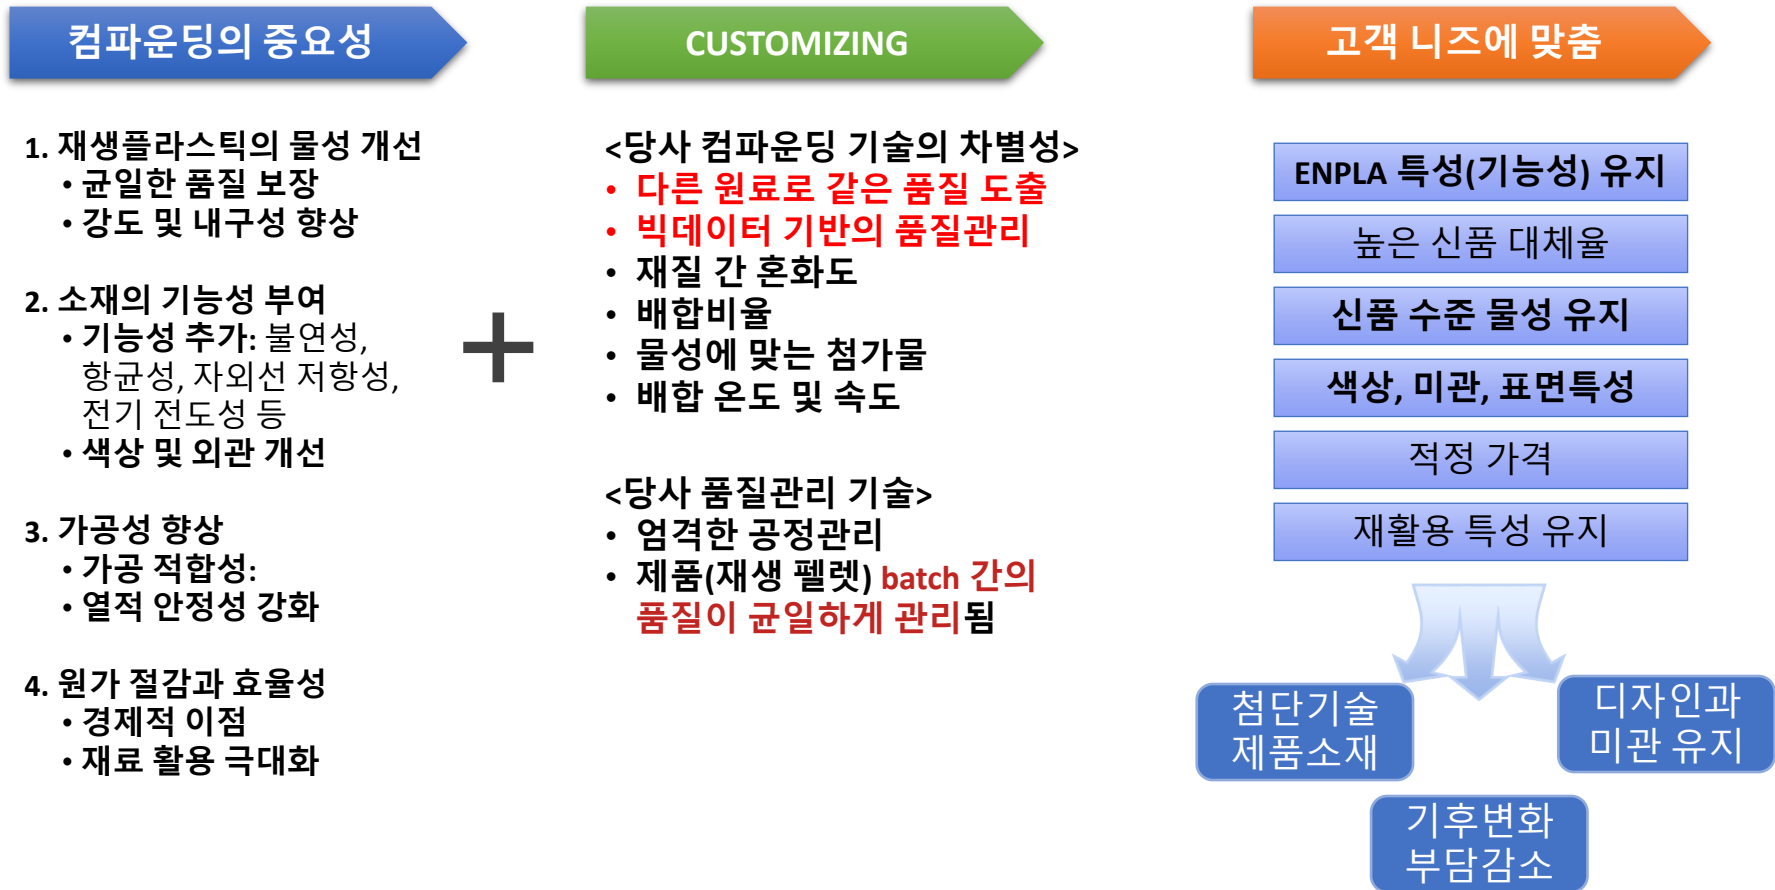 컴파운딩의 중요성
1. 재생플라스틱의 물성 개선
• 균일한 품질 보장
• 강도 및 내구성 향상
2. 소재의 기능성 부여
• 기능성 추가: 불연성,
항균성, 자외선 저항성,
전기 전도성 등
• 색상 및 외관 개선
3. 가공성 향상
• 가공 적합성:
• 열적 안정성 강화
4. 원가 절감과 효율성
• 경제적 이점
• 재료 활용 극대화
+
CUSTOMIZING
<당사 컴파운딩 기술의 차별성>
• 다른 원료로 같은 품질 도출
• 빅데이터 기반의 품질관리
• 재질 간 혼화도
• 배합비율
• 물성에 맞는 첨가물
• 배합 온도 및 속도
<당사 품질관리 기술>
• 엄격한 공정관리
• 제품(재생 펠렛) batch 간의
품질이 균일하게 관리됨
고객 니즈에 맞춤
ENPLA 특성(기능성) 유지
높은 신품 대체율
신품 수준 물성 유지
색상, 미관, 표면특성
적정 가격
재활용 특성 유지
첨단기술
제품소재
디자인과
미관 유지
기후변화
부담감소